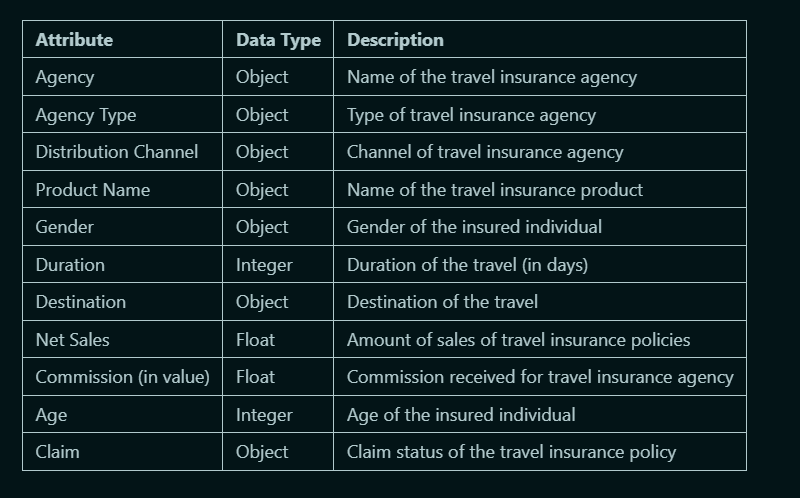 Attribute Data Type Description
Agency Object Name of the travel insurance agency
Agency Type Object Type of travel insurance agency
Distribution Channel Object Channel of travel insurance agency
Product Name Object Name of the travel insurance product
Gender Object Gender of the insured individual
Duration Integer Duration of the travel (in days)
Destination Object Destination of the travel
Net Sales Float Amount of sales of travel insurance policies
Commission (in value) Float Commission received for travel insurance agency
Age Integer Age of the insured individual
Claim Object Claim status of the travel insurance policy